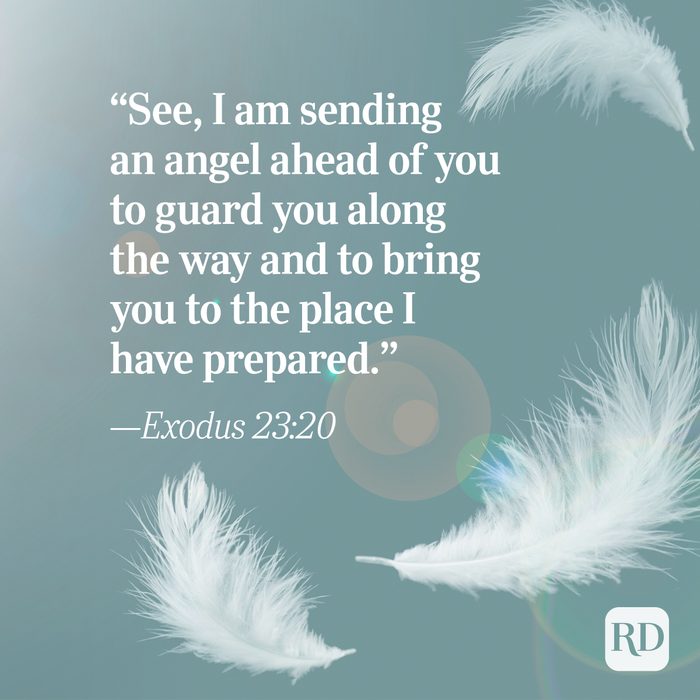 “See, I am sending
an angel ahead of you
to guard you along
the way and to bring
you to the place I
have prepared.”
—Exodus 23:20
RD